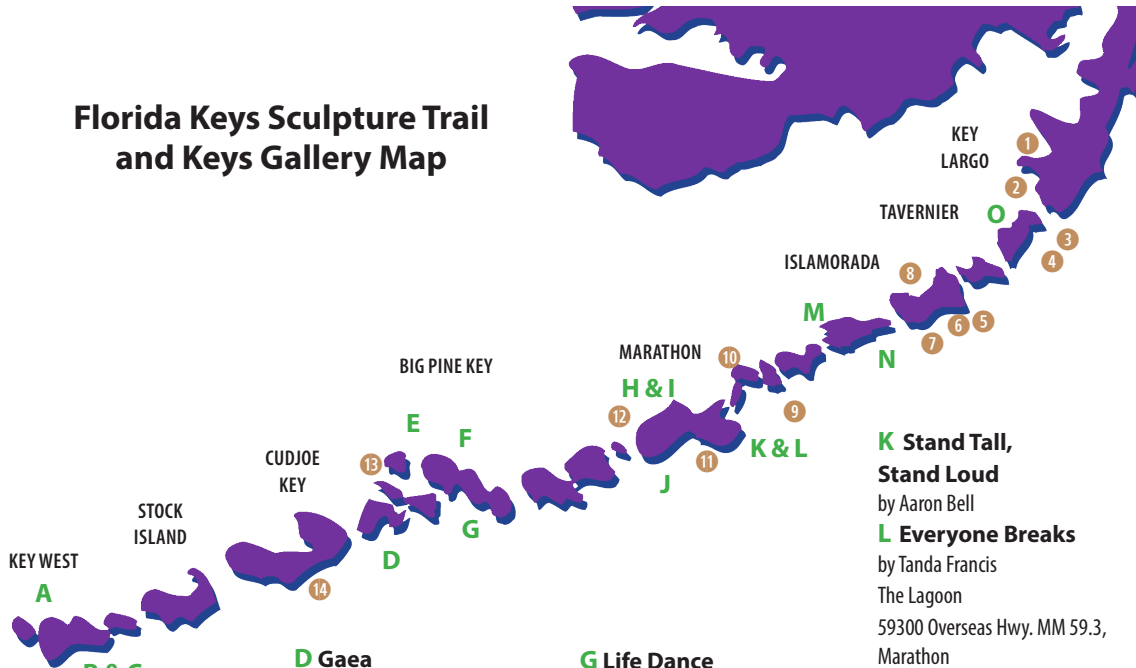 Florida Keys Sculpture Trail
and Keys Gallery Map
KEY
LARGO
1
2
TAVERNIER
O
3
4
ISLAMORADA
8
M
5
6
7
N
MARATHON
10
H & I
9
12
BIG PINE KEY
K & L
11
J
E
F
13
CUDJOE
KEY
G
D
STOCK
ISLAND
14
KEY WEST
A
B & C
K Stand Tall,
Stand Loud
by Aaron Bell
L Everyone Breaks
by Tanda Francis
The Lagoon
59300 Overseas Hwy. MM 59.3,
Marathon
D Gaea
G Life Dance